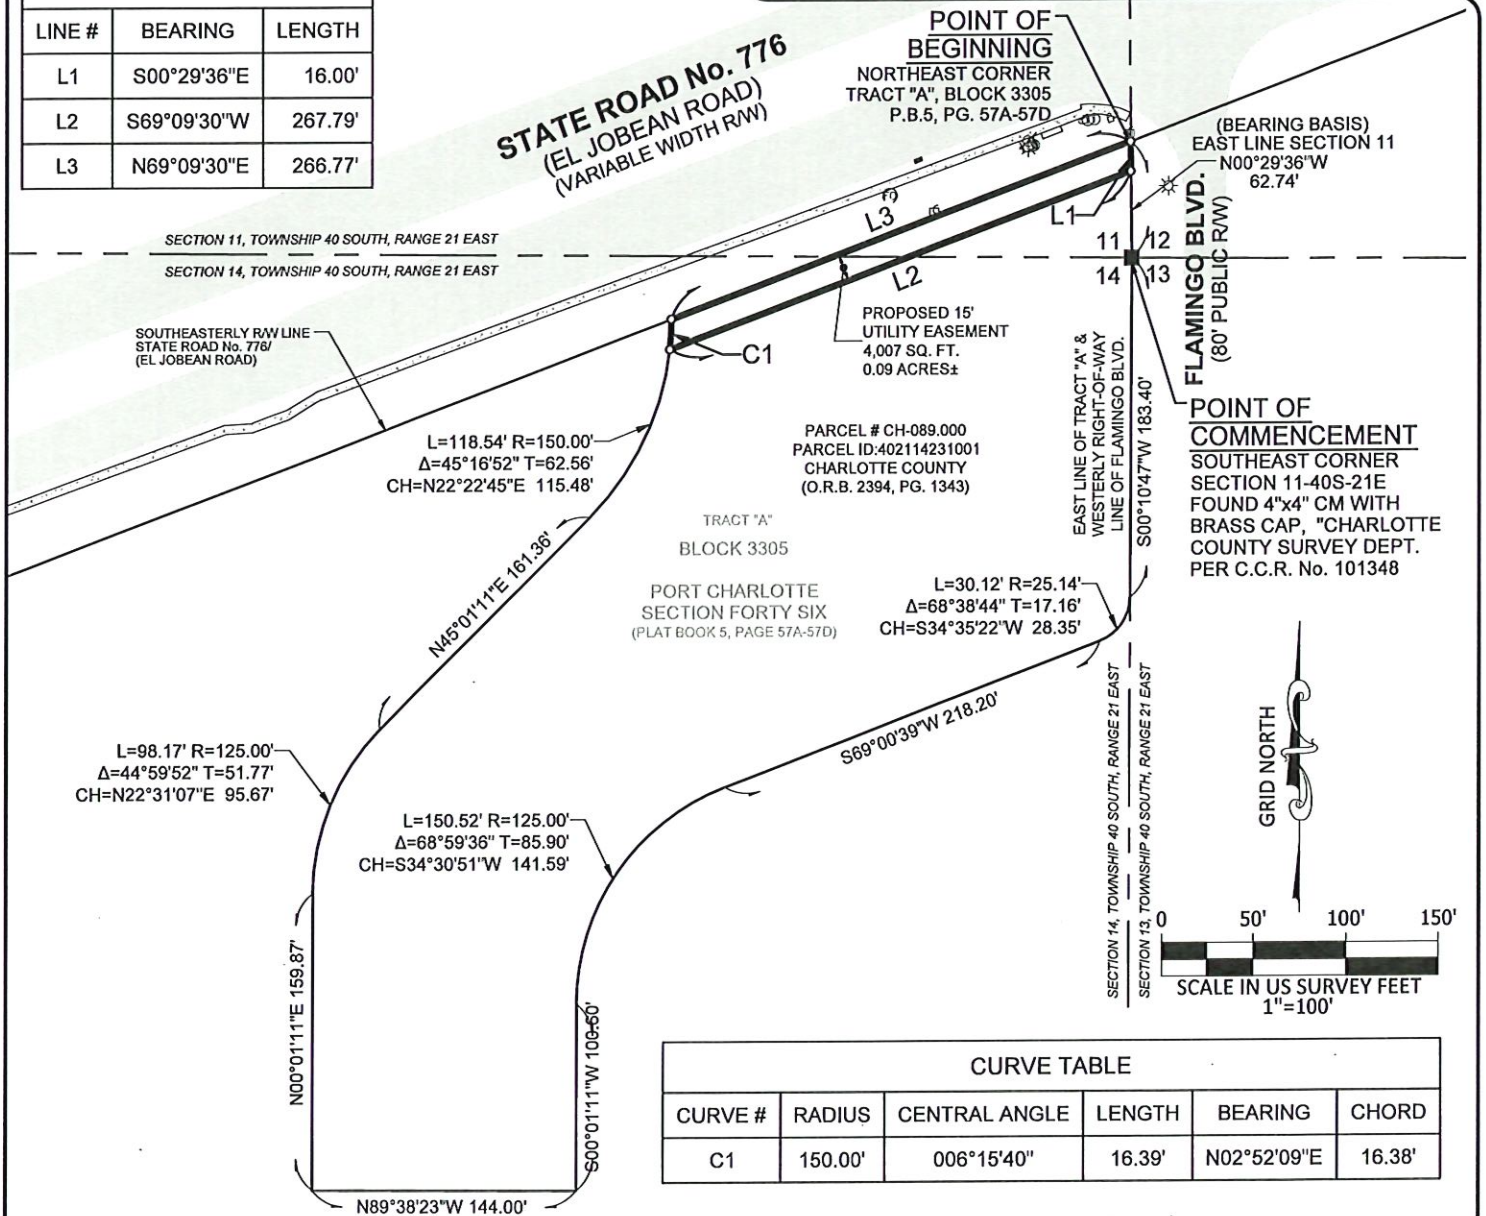 LINE # BEARING LENGTH
L1 S00°29'36"E 16.00'
L2 S69°09'30"W 267.79'
L3 N69°09'30"E 266.77'
STATE ROAD No. 776
(EL JOBEAN ROAD)
(VARIABLE WIDTH R/W)
POINT OF
BEGINNING
NORTHEAST CORNER
TRACT "A", BLOCK 3305
P.B.5, PG. 57A-57D
(BEARING BASIS)
EAST LINE SECTION 11
N00°29'36"W
62.74'
FLAMINGO BLVD.
(80' PUBLIC R/W)
L3
L1
L2
11 12
14 13
SECTION 11, TOWNSHIP 40 SOUTH, RANGE 21 EAST
SECTION 14, TOWNSHIP 40 SOUTH, RANGE 21 EAST
SOUTHEASTERLY R/W LINE
STATE ROAD No. 776/
(EL JOBEAN ROAD)
C1
PROPOSED 15'
UTILITY EASEMENT
4,007 SQ. FT.
0.09 ACRES±
EAST LINE OF TRACT "A" &
WESTERLY RIGHT-OF-WAY
LINE OF FLAMINGO BLVD.
S00°10'47"W 183.40'
POINT OF
COMMENCEMENT
SOUTHEAST CORNER
SECTION 11-40S-21E
FOUND 4"x4" CM WITH
BRASS CAP, "CHARLOTTE
COUNTY SURVEY DEPT.
PER C.C.R. No. 101348
L=118.54' R=150.00'
Δ=45°16'52" T=62.56'
CH=N22°22'45"E 115.48'
PARCEL # CH-089.000
PARCEL ID:402114231001
CHARLOTTE COUNTY
(O.R.B. 2394, PG. 1343)
TRACT "A"
BLOCK 3305
PORT CHARLOTTE
SECTION FORTY SIX
(PLAT BOOK 5, PAGE 57A-57D)
N45°01'11"E 161.36'
L=30.12' R=25.14'
Δ=68°38'44" T=17.16'
CH=S34°35'22"W 28.35'
S69°00'39"W 218.20'
SECTION 14, TOWNSHIP 40 SOUTH, RANGE 21 EAST
SECTION 13, TOWNSHIP 40 SOUTH, RANGE 21 EAST
GRID NORTH
L=98.17' R=125.00'
Δ=44°59'52" T=51.77'
CH=N22°31'07"E 95.67'
L=150.52' R=125.00'
Δ=68°59'36" T=85.90'
CH=S34°30'51"W 141.59'
0 50' 100' 150'
SCALE IN US SURVEY FEET
1"=100'
N00°01'11"E 159.87'
S00°01'11"W 100.60'
N89°38'23"W 144.00'
CURVE TABLE
CURVE # RADIUS CENTRAL ANGLE LENGTH BEARING CHORD
C1 150.00' 006°15'40" 16.39' N02°52'09"E 16.38'